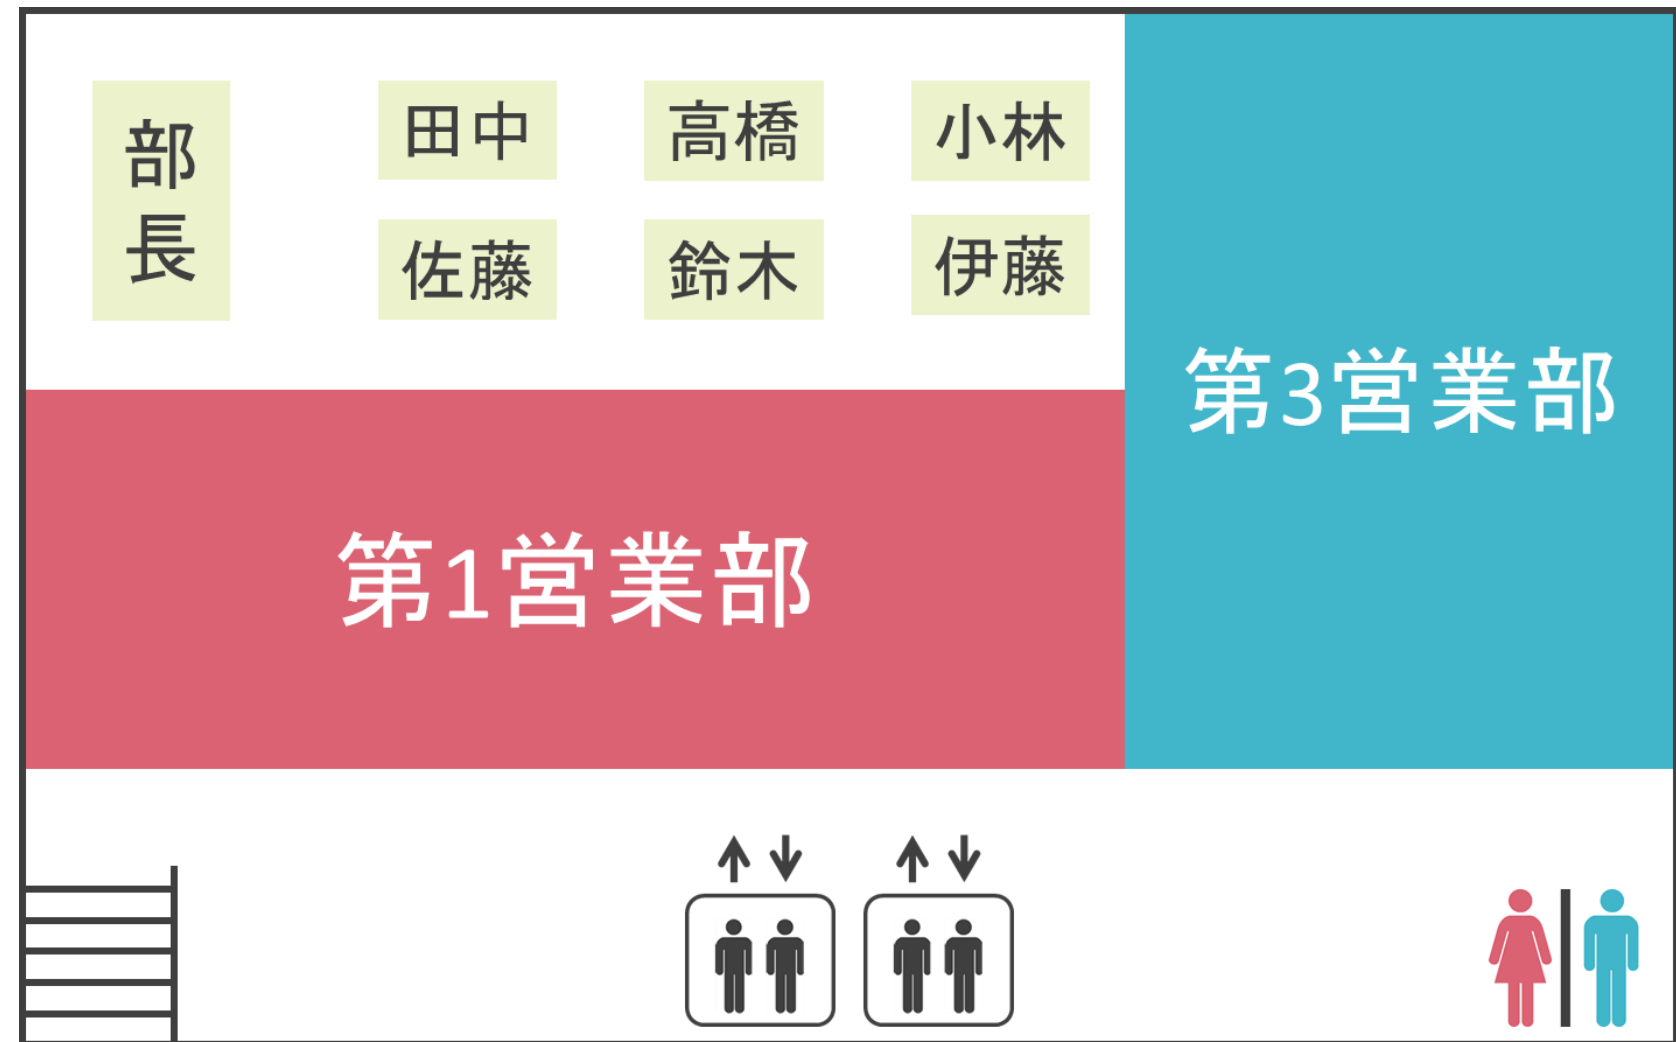 部長
田中
高橋
小林
佐藤
鈴木
伊藤
第3営業部
第1営業部